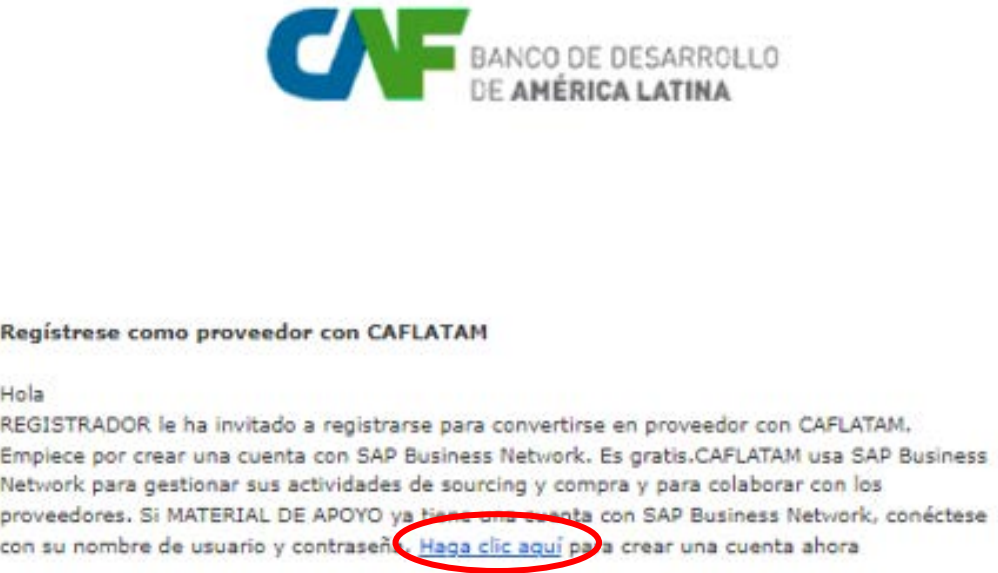 CAF BANCO DE DESARROLLO
DE AMÉRICA LATINA
Regístrese como proveedor con CAFLATAM
Hola
REGISTRADOR le ha invitado a registrarse para convertirse en proveedor con CAFLATAM.
Empiece por crear una cuenta con SAP Business Network. Es gratis.CAFLATAM usa SAP Business
Network para gestionar sus actividades de sourcing y compra y para colaborar con los
proveedores. Si MATERIAL DE APOYO ya tiene una cuenta con SAP Business Network, conéctese
con su nombre de usuario y contraseña. Haga clic aquí para crear una cuenta ahora